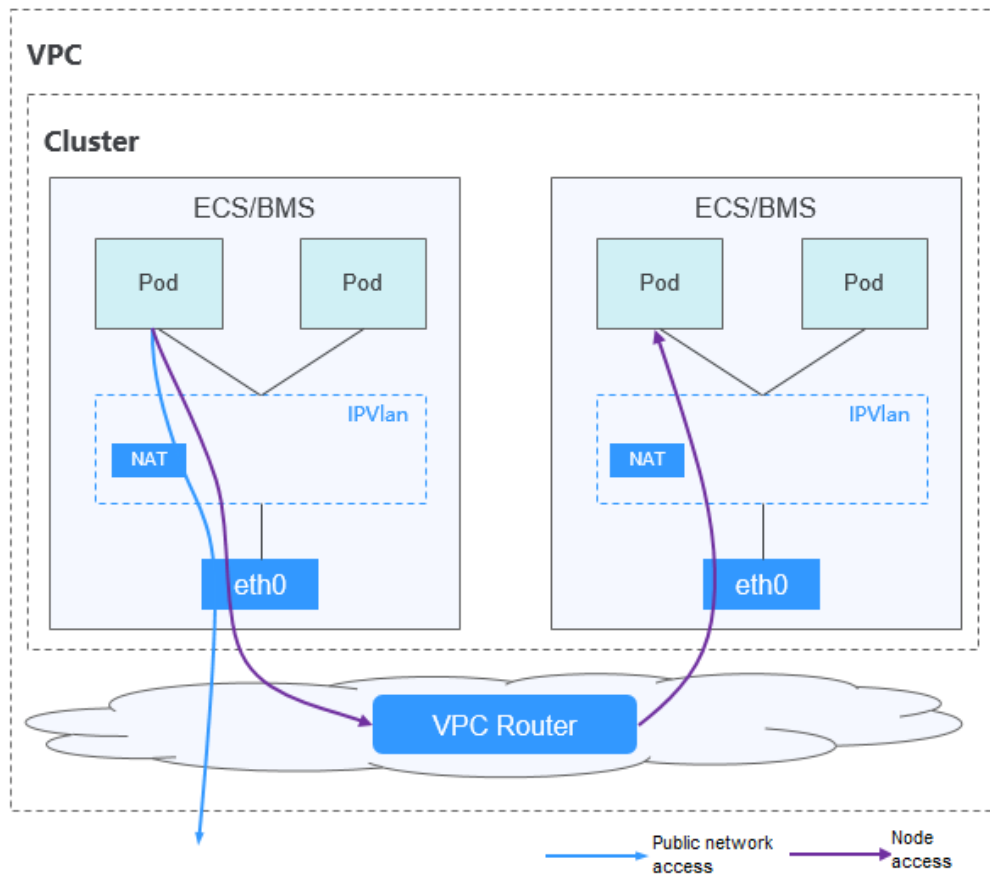 VPC
Cluster
ECS/BMS
Pod
Pod
IPVlan
NAT
eth0
ECS/BMS
Pod
Pod
IPVlan
NAT
eth0
VPC Router
Public network
access
Node
access